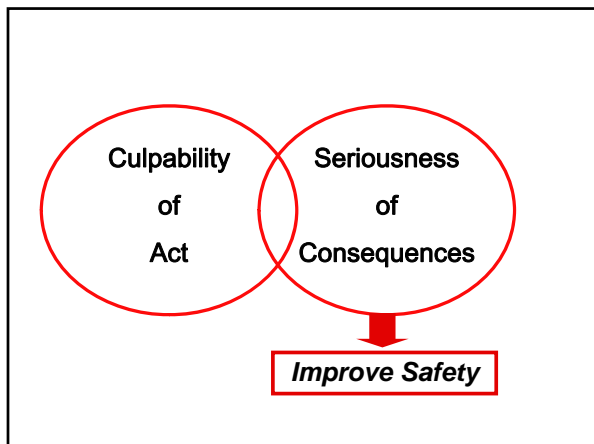 Culpability
of
Act
Seriousness
of
Consequences
Improve Safety